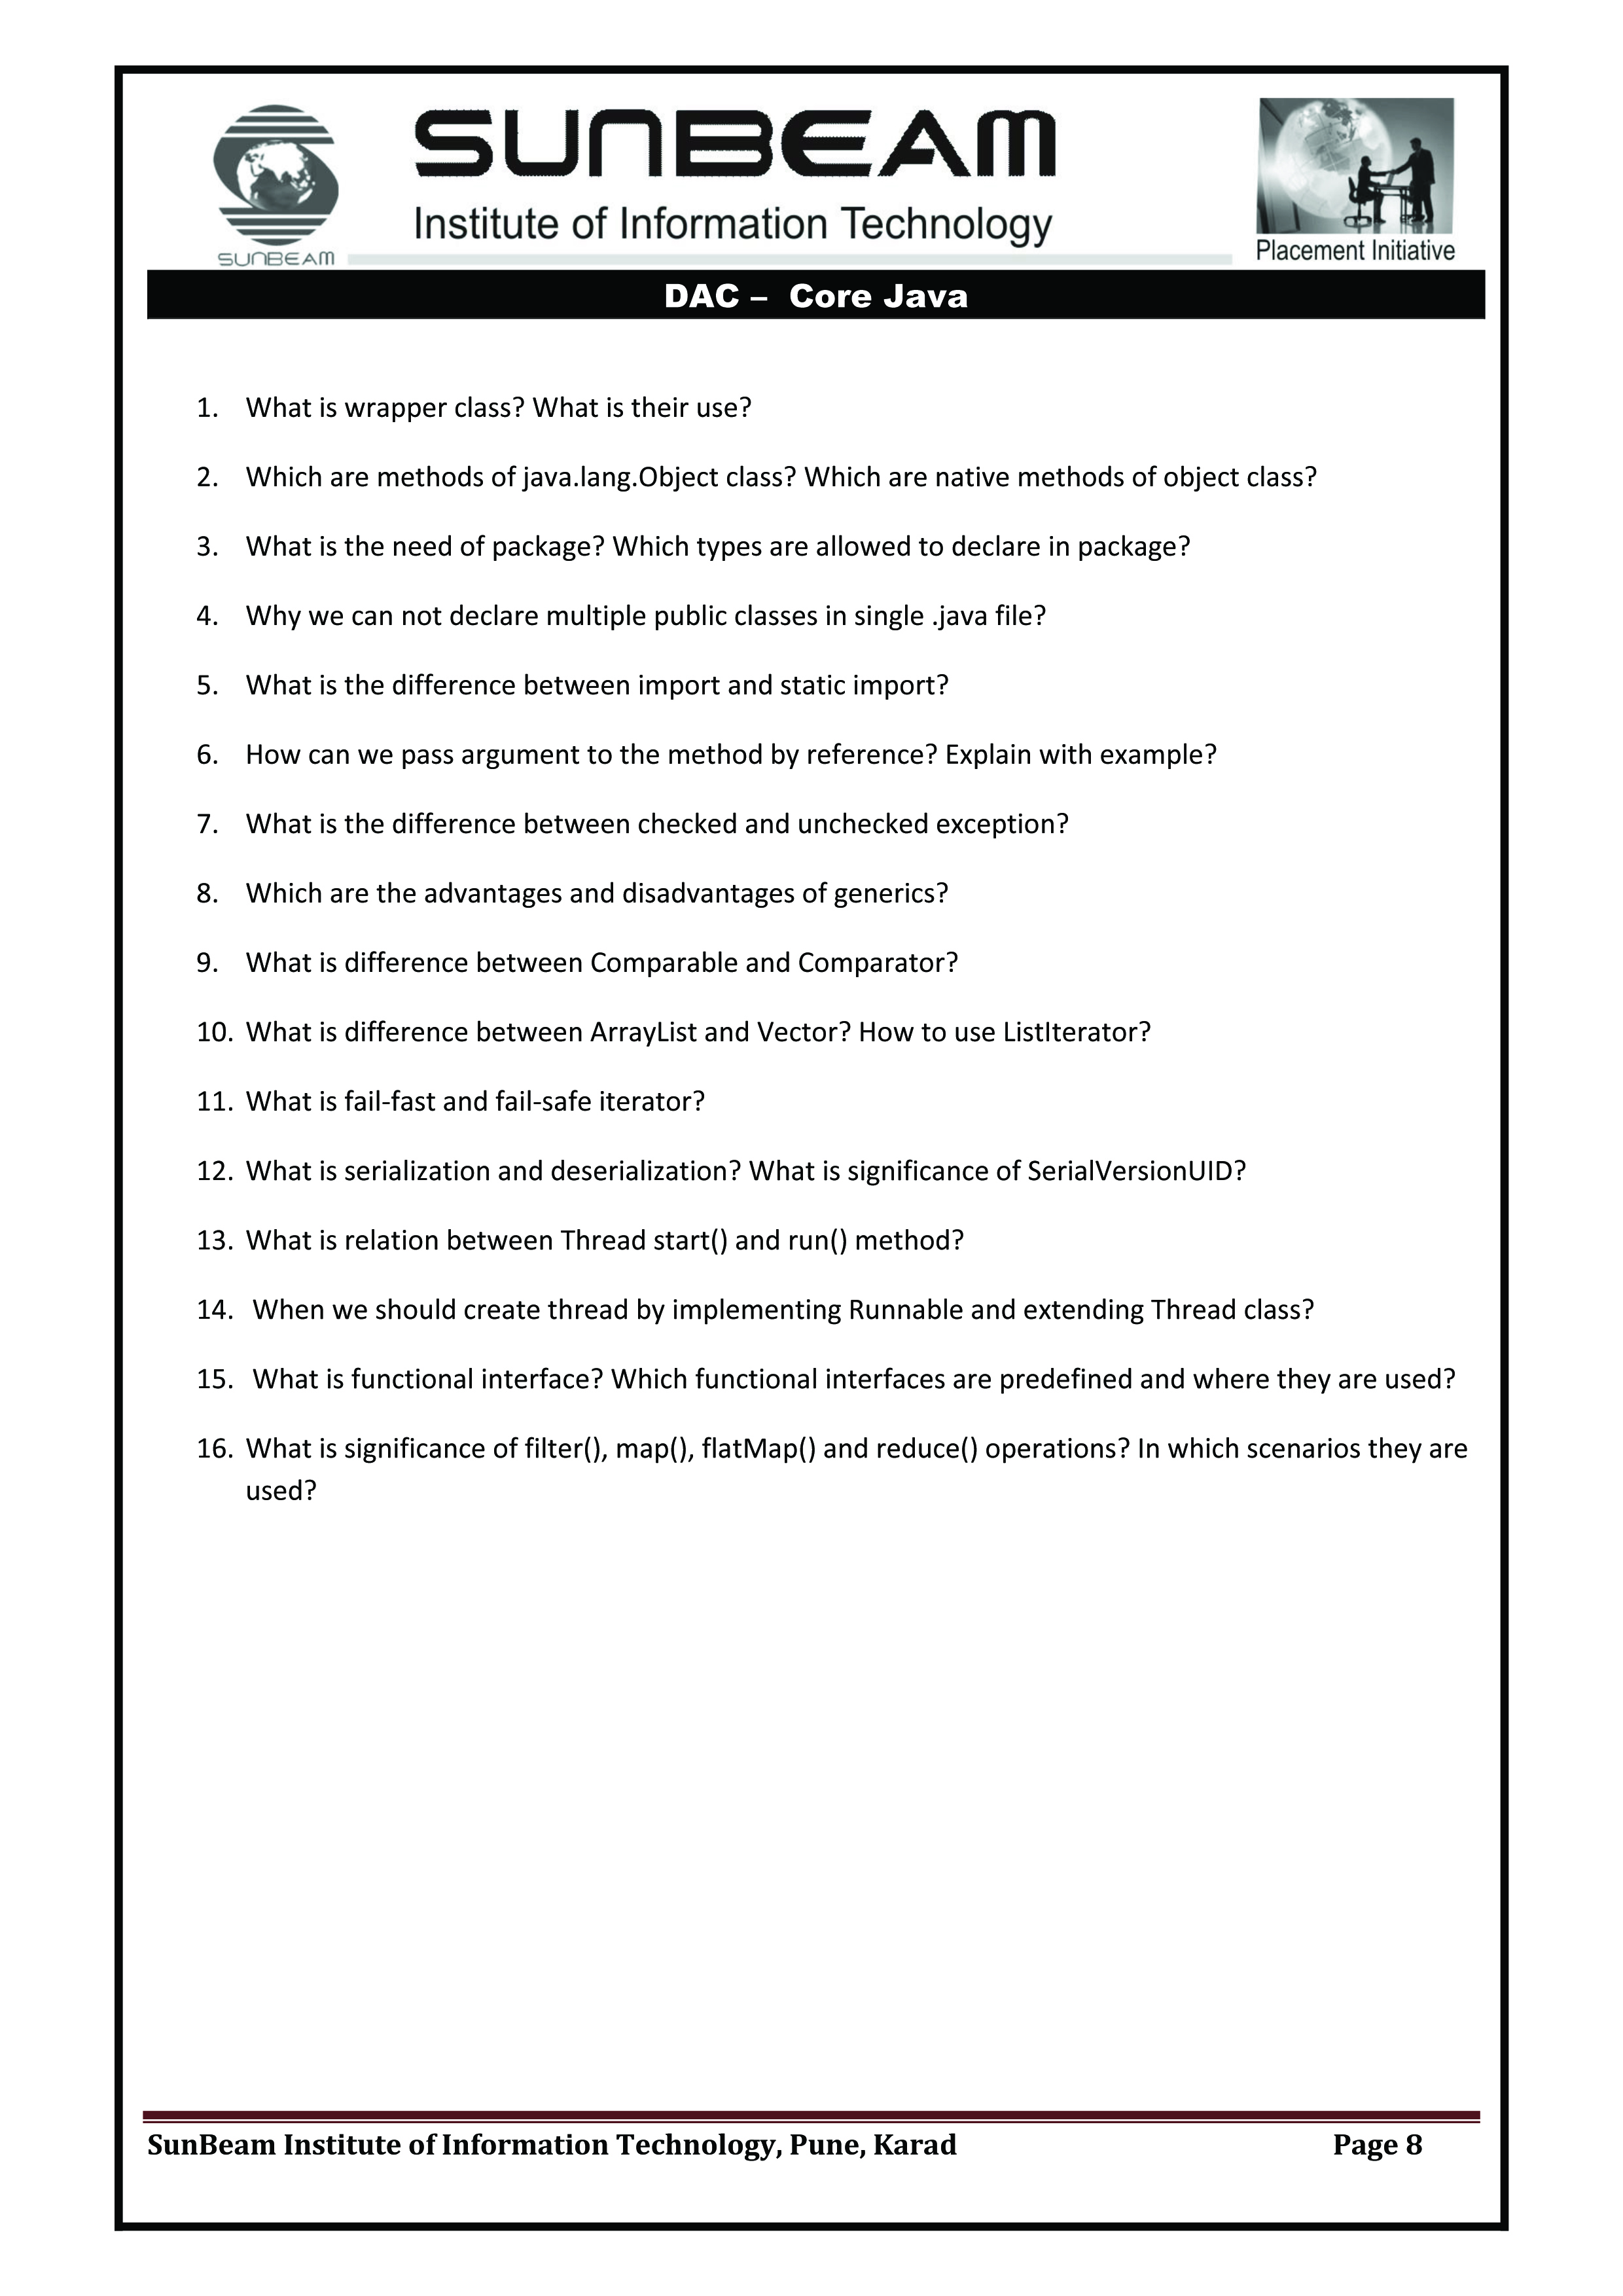 SUNBEAM
Institute of Information Technology
SUNBEAM
Placement Initiative
DAC – Core Java
1. What is wrapper class? What is their use?
2. Which are methods of java.lang.Object class? Which are native methods of object class?
3. What is the need of package? Which types are allowed to declare in package?
4. Why we can not declare multiple public classes in single .java file?
5. What is the difference between import and static import?
6. How can we pass argument to the method by reference? Explain with example?
7. What is the difference between checked and unchecked exception?
8. Which are the advantages and disadvantages of generics?
9. What is difference between Comparable and Comparator?
10. What is difference between ArrayList and Vector? How to use ListIterator?
11. What is fail-fast and fail-safe iterator?
12. What is serialization and deserialization? What is significance of SerialVersionUID?
13. What is relation between Thread start() and run() method?
14. When we should create thread by implementing Runnable and extending Thread class?
15. What is functional interface? Which functional interfaces are predefined and where they are used?
16. What is significance of filter(), map(), flatMap() and reduce() operations? In which scenarios they are
used?
SunBeam Institute of Information Technology, Pune, Karad Page 8